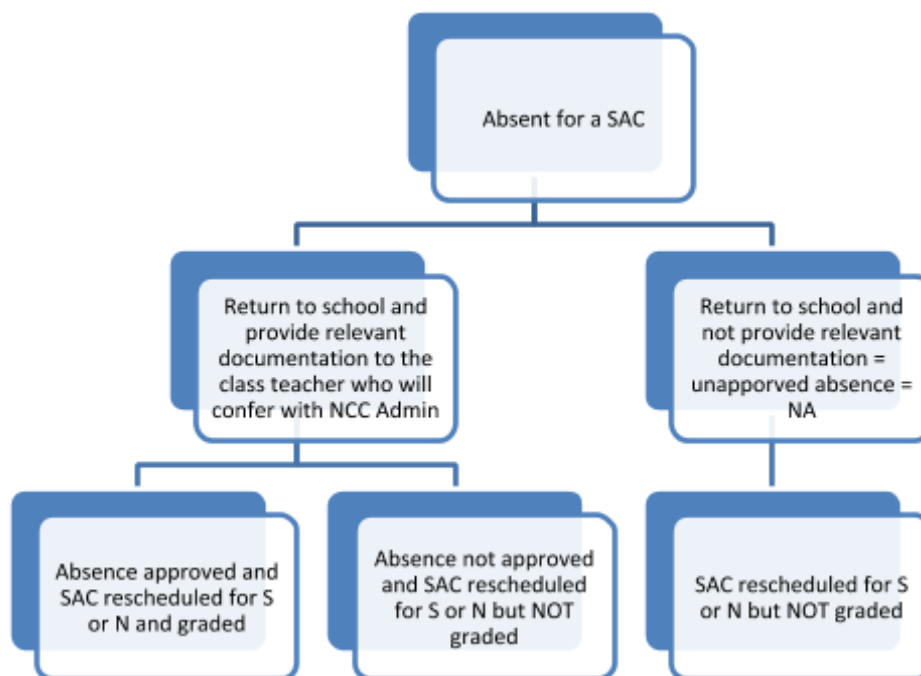 Absent for a SAC
Return to school and
provide relevant
documentation to the
class teacher who will
confer with NCC Admin
Return to school and
not provide relevant
documentation =
unapporved absence =
NA
Absence approved and
SAC rescheduled for S
or N and graded
Absence not approved
and SAC rescheduled
for S or N but NOT
graded
SAC rescheduled for S
or N but NOT graded